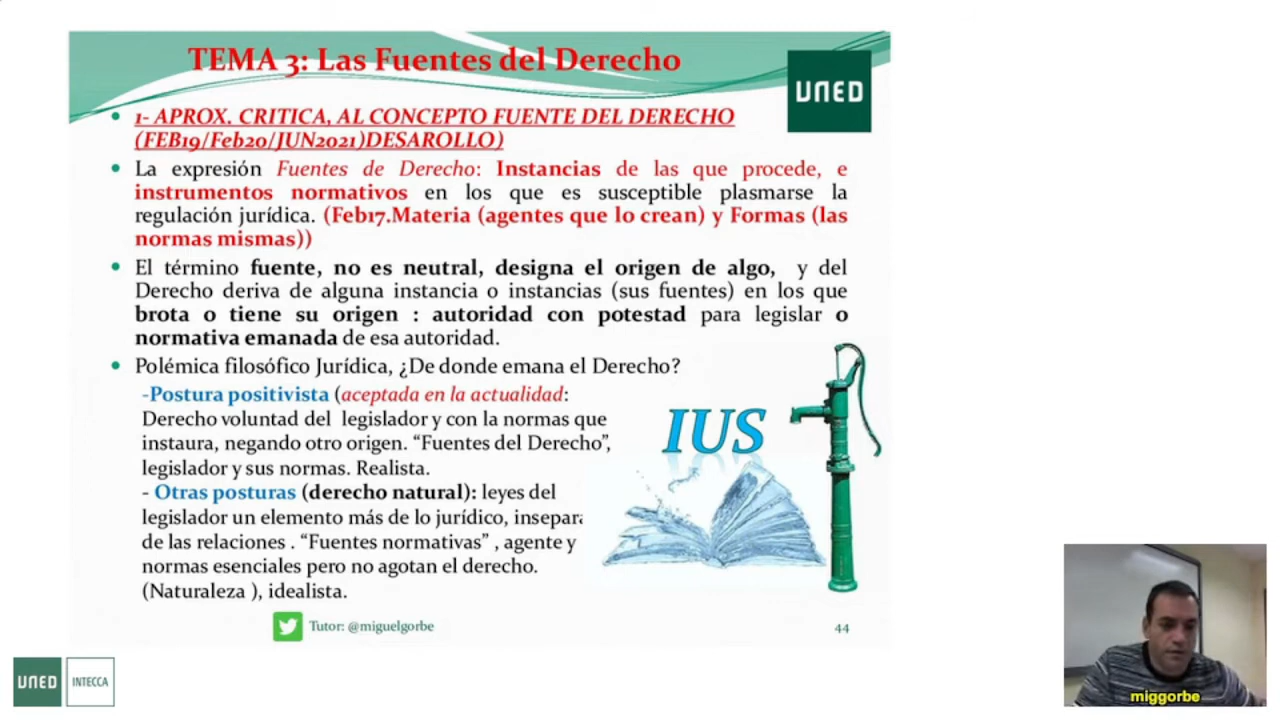 TEMA 3: Las Fuentes del Derecho
UNED
1- APROX. CRITICA, AL CONCEPTO FUENTE DEL DERECHO
(FEB19/Feb20/JUN2021)DESAROLLO)
La expresión Fuentes de Derecho: Instancias de las que procede, e
instrumentos normativos en los que es susceptible plasmarse la
regulación jurídica. (Feb17.Materia (agentes que lo crean) y Formas (las
normas mismas))
El término fuente, no es neutral, designa el origen de algo, y del
Derecho deriva de alguna instancia o instancias (sus fuentes) en los que
brota o tiene su origen : autoridad con potestad para legislar o
normativa emanada de esa autoridad.
Polémica filosófico Jurídica, ¿De donde emana el Derecho?
-Postura positivista (aceptada en la actualidad:
Derecho voluntad del legislador y con la normas que
instaura, negando otro origen. “Fuentes del Derecho”,
legislador y sus normas. Realista.
- Otras posturas (derecho natural): leyes del
legislador un elemento más de lo jurídico, insepara
de las relaciones . “Fuentes normativas” , agente y
normas esenciales pero no agotan el derecho.
(Naturaleza ), idealista.
IUS
Tutor: @miguelgorbe
44
UNED
INTECCA
miggorbe